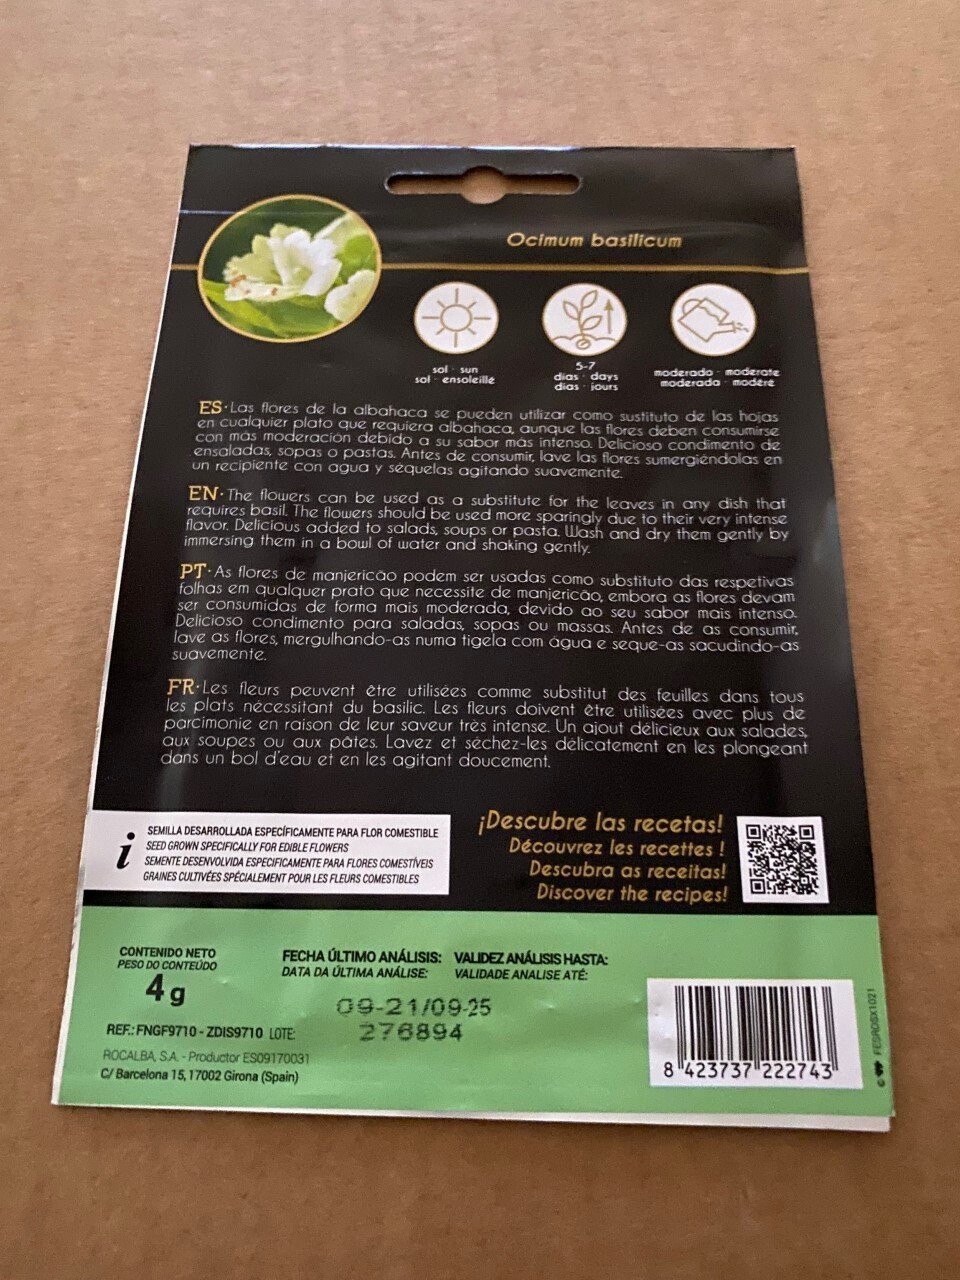 Ocimum basilicum
sol · sun
sol · ensoleillé
5-7
días · days
dias · jours
moderado · moderate
moderada · modéré
ES· Las flores de la albahaca se pueden utilizar como sustituto de las hojas
en cualquier plato que requiera albahaca, aunque las flores deben consumirse
con más moderación debido a su sabor más intenso. Delicioso condimento de
ensaladas, sopas o pastas. Antes de consumir, lave las flores sumergiéndolas en
un recipiente con agua y séquelas agitando suavemente.
EN· The flowers can be used as a substitute for the leaves in any dish that
requires basil. The flowers should be used more sparingly due to their very intense
flavor. Delicious added to salads, soups or pasta. Wash and dry them gently by
immersing them in a bowl of water and shaking gently.
PT· As flores de manjericão podem ser usadas como substituto das respetivas
folhas em qualquer prato que necessite de manjericão, embora as flores devam
ser consumidas de forma mais moderada, devido ao seu sabor mais intenso.
Delicioso condimento para saladas, sopas ou massas. Antes de as consumir,
lave as flores, mergulhando-as numa tigela com água e seque-as sacudindo-as
suavemente.
FR· Les fleurs peuvent être utilisées comme substitut des feuilles dans tous
les plats nécessitant du basilic. Les fleurs doivent être utilisées avec plus de
parcimonie en raison de leur saveur très intense. Un ajout délicieux aux salades,
aux soupes ou aux pâtes. Lavez et séchez-les délicatement en les plongeant
dans un bol d'eau et en les agitant doucement.
i
SEMILLA DESARROLLADA ESPECÍFICAMENTE PARA FLOR COMESTIBLE
SEED GROWN SPECIFICALLY FOR EDIBLE FLOWERS
SEMENTE DESENVOLVIDA ESPECIFICAMENTE PARA FLORES COMESTÍVEIS
GRAINES CULTIVÉES SPÉCIALEMENT POUR LES FLEURS COMESTIBLES
¡Descubre las recetas!
Découvrez les recettes !
Descubra as receitas!
Discover the recipes!
CONTENIDO NETO
PESO DO CONTEÚDO
4 g
FECHA ÚLTIMO ANÁLISIS: VALIDEZ ANÁLISIS HASTA:
DATA DA ÚLTIMA ANÁLISE: VALIDADE ANALISE ATÉ:
09-21/09-25
REF.: FNGF9710 - ZDIS9710 LOTE: 276894
ROCALBA, S.A. - Productor ES09170031
C/ Barcelona 15, 17002 Girona (Spain)
8 423737 222743
© FESRDSX1021